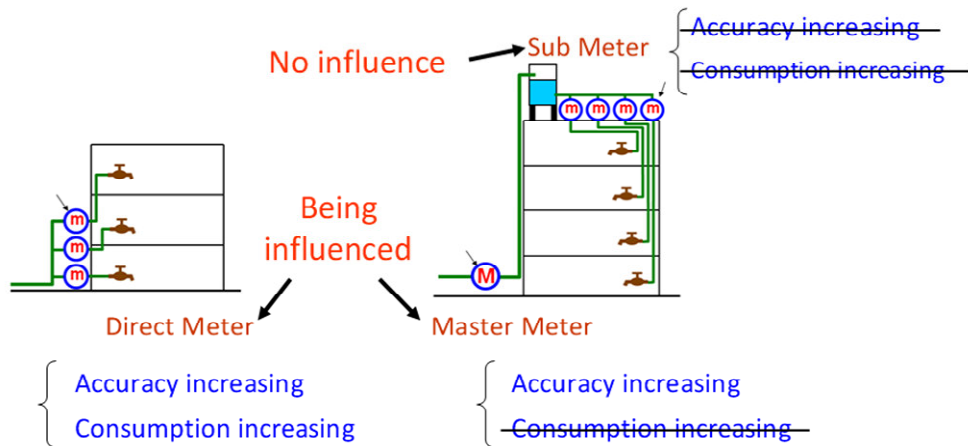 Accuracy increasing
Sub Meter
No influence
Consumption increasing
m m m m
Being
influenced
m
m
m
M
Direct Meter
Master Meter
Accuracy increasing
Accuracy increasing
Consumption increasing
Consumption increasing